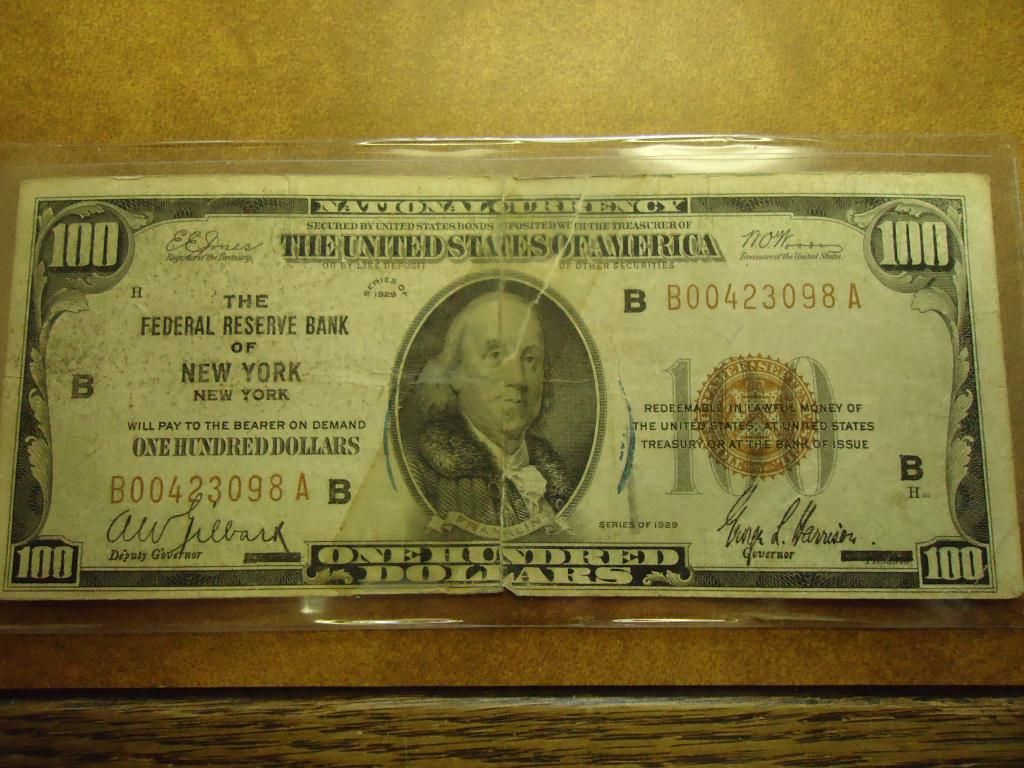 NATIONAL CURRENCY
SECURED BY UNITED STATES BONDS DEPOSITED WITH THE TREASURER OF
THE UNITED STATES OF AMERICA
OR BY LIKE DEPOSIT OF OTHER SECURITIES
100
100
E E Jones
Register of the Treasury
W.O. Woods
Treasurer of the United States
H
SERIES OF
1929
THE
FEDERAL RESERVE BANK
OF
NEW YORK
NEW YORK
B
WILL PAY TO THE BEARER ON DEMAND
ONE HUNDRED DOLLARS
B00423098 A
B
Deputy Governor
FRANKLIN
B
B00423098 A
100
REDEEMABLE IN LAWFUL MONEY OF
THE UNITED STATES, AT UNITED STATES
TREASURY, OR AT THE BANK OF ISSUE
B
H
SERIES OF 1929
George L. Harrison.
Governor
100
ONE HUNDRED
DOLLARS
100